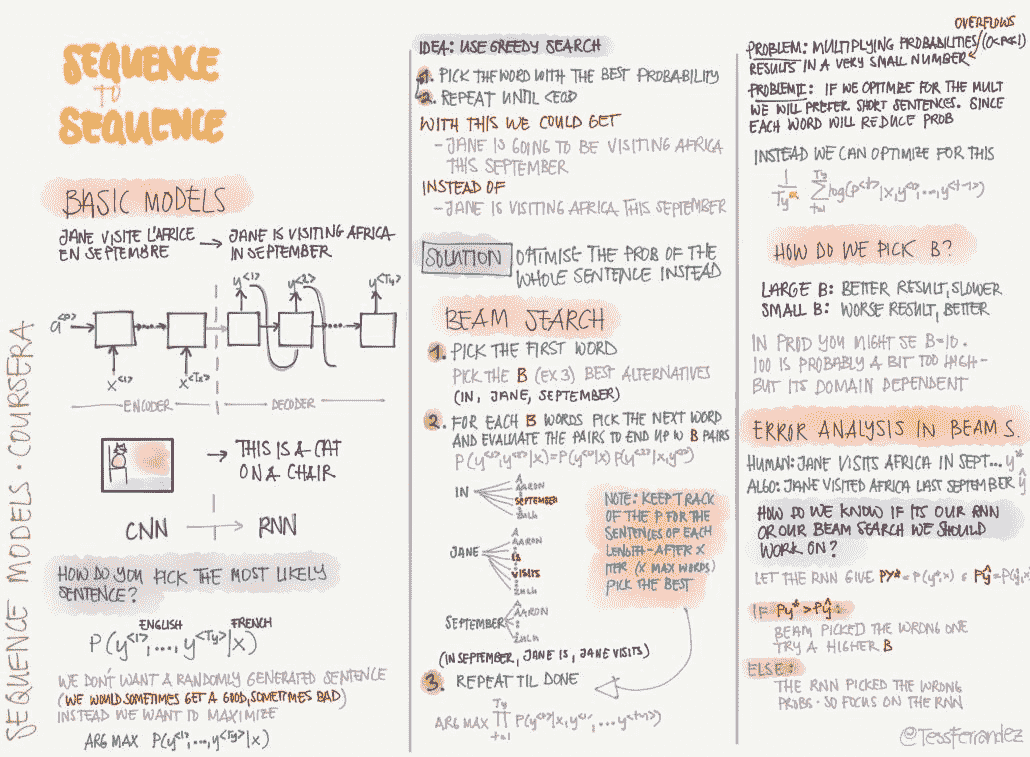 SEQUENCE
TO
SEQUENCE
BASIC MODELS
JANE VISITE L'AFRICE
EN SEPTEMBRE
JANE IS VISITING AFRICA
IN SEPTEMBER
a<0>
x<1>
x<Tx>
y<1>
y<2>
y<Ty>
ENCODER
DECODER
THIS IS A CAT
ON A CHAIR
CNN
RNN
HOW DO YOU PICK THE MOST LIKELY
SENTENCE?
ENGLISH
FRENCH
P(y<1>,...,y<Ty>|x)
WE DON'T WANT A RANDOMLY GENERATED SENTENCE
(WE WOULD SOMETIMES GET A GOOD, SOMETIMES BAD)
INSTEAD WE WANT TO MAXIMIZE
ARG MAX P(y<1>,...,y<Ty>|x)
SEQUENCE MODELS · COURSERA
IDEA: USE GREEDY SEARCH
1. PICK THE WORD WITH THE BEST PROBABILITY
2. REPEAT UNTIL <EOD
WITH THIS WE COULD GET
- JANE IS GOING TO BE VISITING AFRICA
THIS SEPTEMBER
INSTEAD OF
- JANE IS VISITING AFRICA THIS SEPTEMBER
SOLUTION
OPTIMISE THE PROB OF THE
WHOLE SENTENCE INSTEAD
BEAM SEARCH
1. PICK THE FIRST WORD
PICK THE B (EX 3) BEST ALTERNATIVES
(IN, JANE, SEPTEMBER)
2. FOR EACH B WORDS PICK THE NEXT WORD
AND EVALUATE THE PAIRS TO END UP W B PAIRS
P(y<1>,y<2>|x)=P(y<1>|x) P(y<2>|x,y<1>)
IN
A
AARON
SEPTEMBER
ZULU
JANE
A
AARON
IS
VISITS
ZULU
SEPTEMBER
A
AARON
ZULU
NOTE: KEEP TRACK
OF THE P FOR THE
SENTENCES OF EACH
LENGTH-AFTER X
ITER (X MAX WORDS)
PICK THE BEST
(IN SEPTEMBER, JANE IS, JANE VISITS)
3. REPEAT TIL DONE
Ty
ARG MAX ∏ P(y<t>|x,y<1>,...y<t-1>)
t=1
OVERFLOWS
PROBLEM: MULTIPLYING PROBABILITIES (0<P≤1)
RESULTS IN A VERY SMALL NUMBER
PROBLEM II: IF WE OPTIMIZE FOR THE MULT
WE WILL PREFER SHORT SENTENCES. SINCE
EACH WORD WILL REDUCE PROB
INSTEAD WE CAN OPTIMIZE FOR THIS
1/Ty^α Ty ∑ t=1 log(P<t>|x,y<1>,...,y<t-1>)
HOW DO WE PICK B?
LARGE B: BETTER RESULT, SLOWER
SMALL B: WORSE RESULT, BETTER
IN PROD YOU MIGHT SE B=10.
100 IS PROBABLY A BIT TOO HIGH-
BUT ITS DOMAIN DEPENDENT
ERROR ANALYSIS IN BEAM S.
HUMAN: JANE VISITS AFRICA IN SEPT... y*
ALGO: JANE VISITED AFRICA LAST SEPTEMBER ŷ
HOW DO WE KNOW IF ITS OUR RNN
OR OUR BEAM SEARCH WE SHOULD
WORK ON?
LET THE RNN GIVE Py*=P(y*,x) & Pŷ=P(ŷ,x)
IF Py*>Pŷ:
BEAM PICKED THE WRONG ONE
TRY A HIGHER B
ELSE:
THE RNN PICKED THE WRONG
PROBS. SO FOCUS ON THE RNN
@TessFerrandez